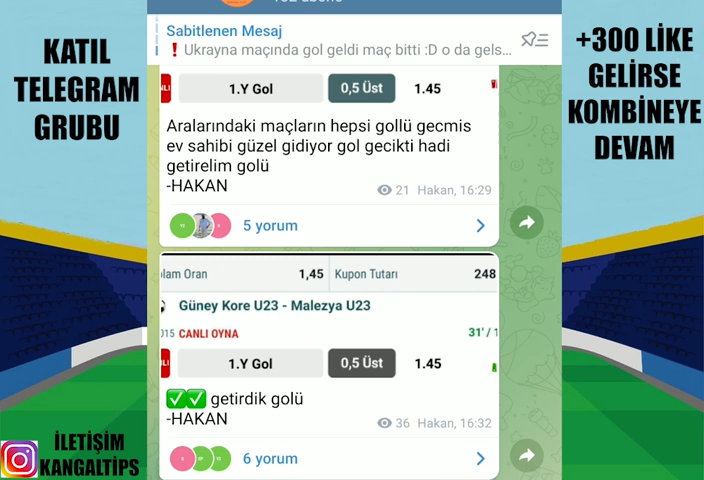 KATIL
TELEGRAM
GRUBU
+300 LİKE
GELİRSE
KOMBİNEYE
DEVAM
Sabitlenen Mesaj
❗ Ukrayna maçında gol geldi maç bitti :D o da gels...
1.Y Gol 0,5 Üst 1.45
Aralarındaki maçların hepsi gollü gecmis
ev sahibi güzel gidiyor gol gecikti hadi
getirelim golü
-HAKAN
21 Hakan, 16:29
5 yorum
Oran 1,45 Kupon Tutarı 248
Güney Kore U23 - Malezya U23
015 CANLI OYNA 31' / 1
1.Y Gol 0,5 Üst 1.45
✅✅ getirdik golü
-HAKAN
36 Hakan, 16:32
6 yorum
İLETİŞİM
KANGALTİPS